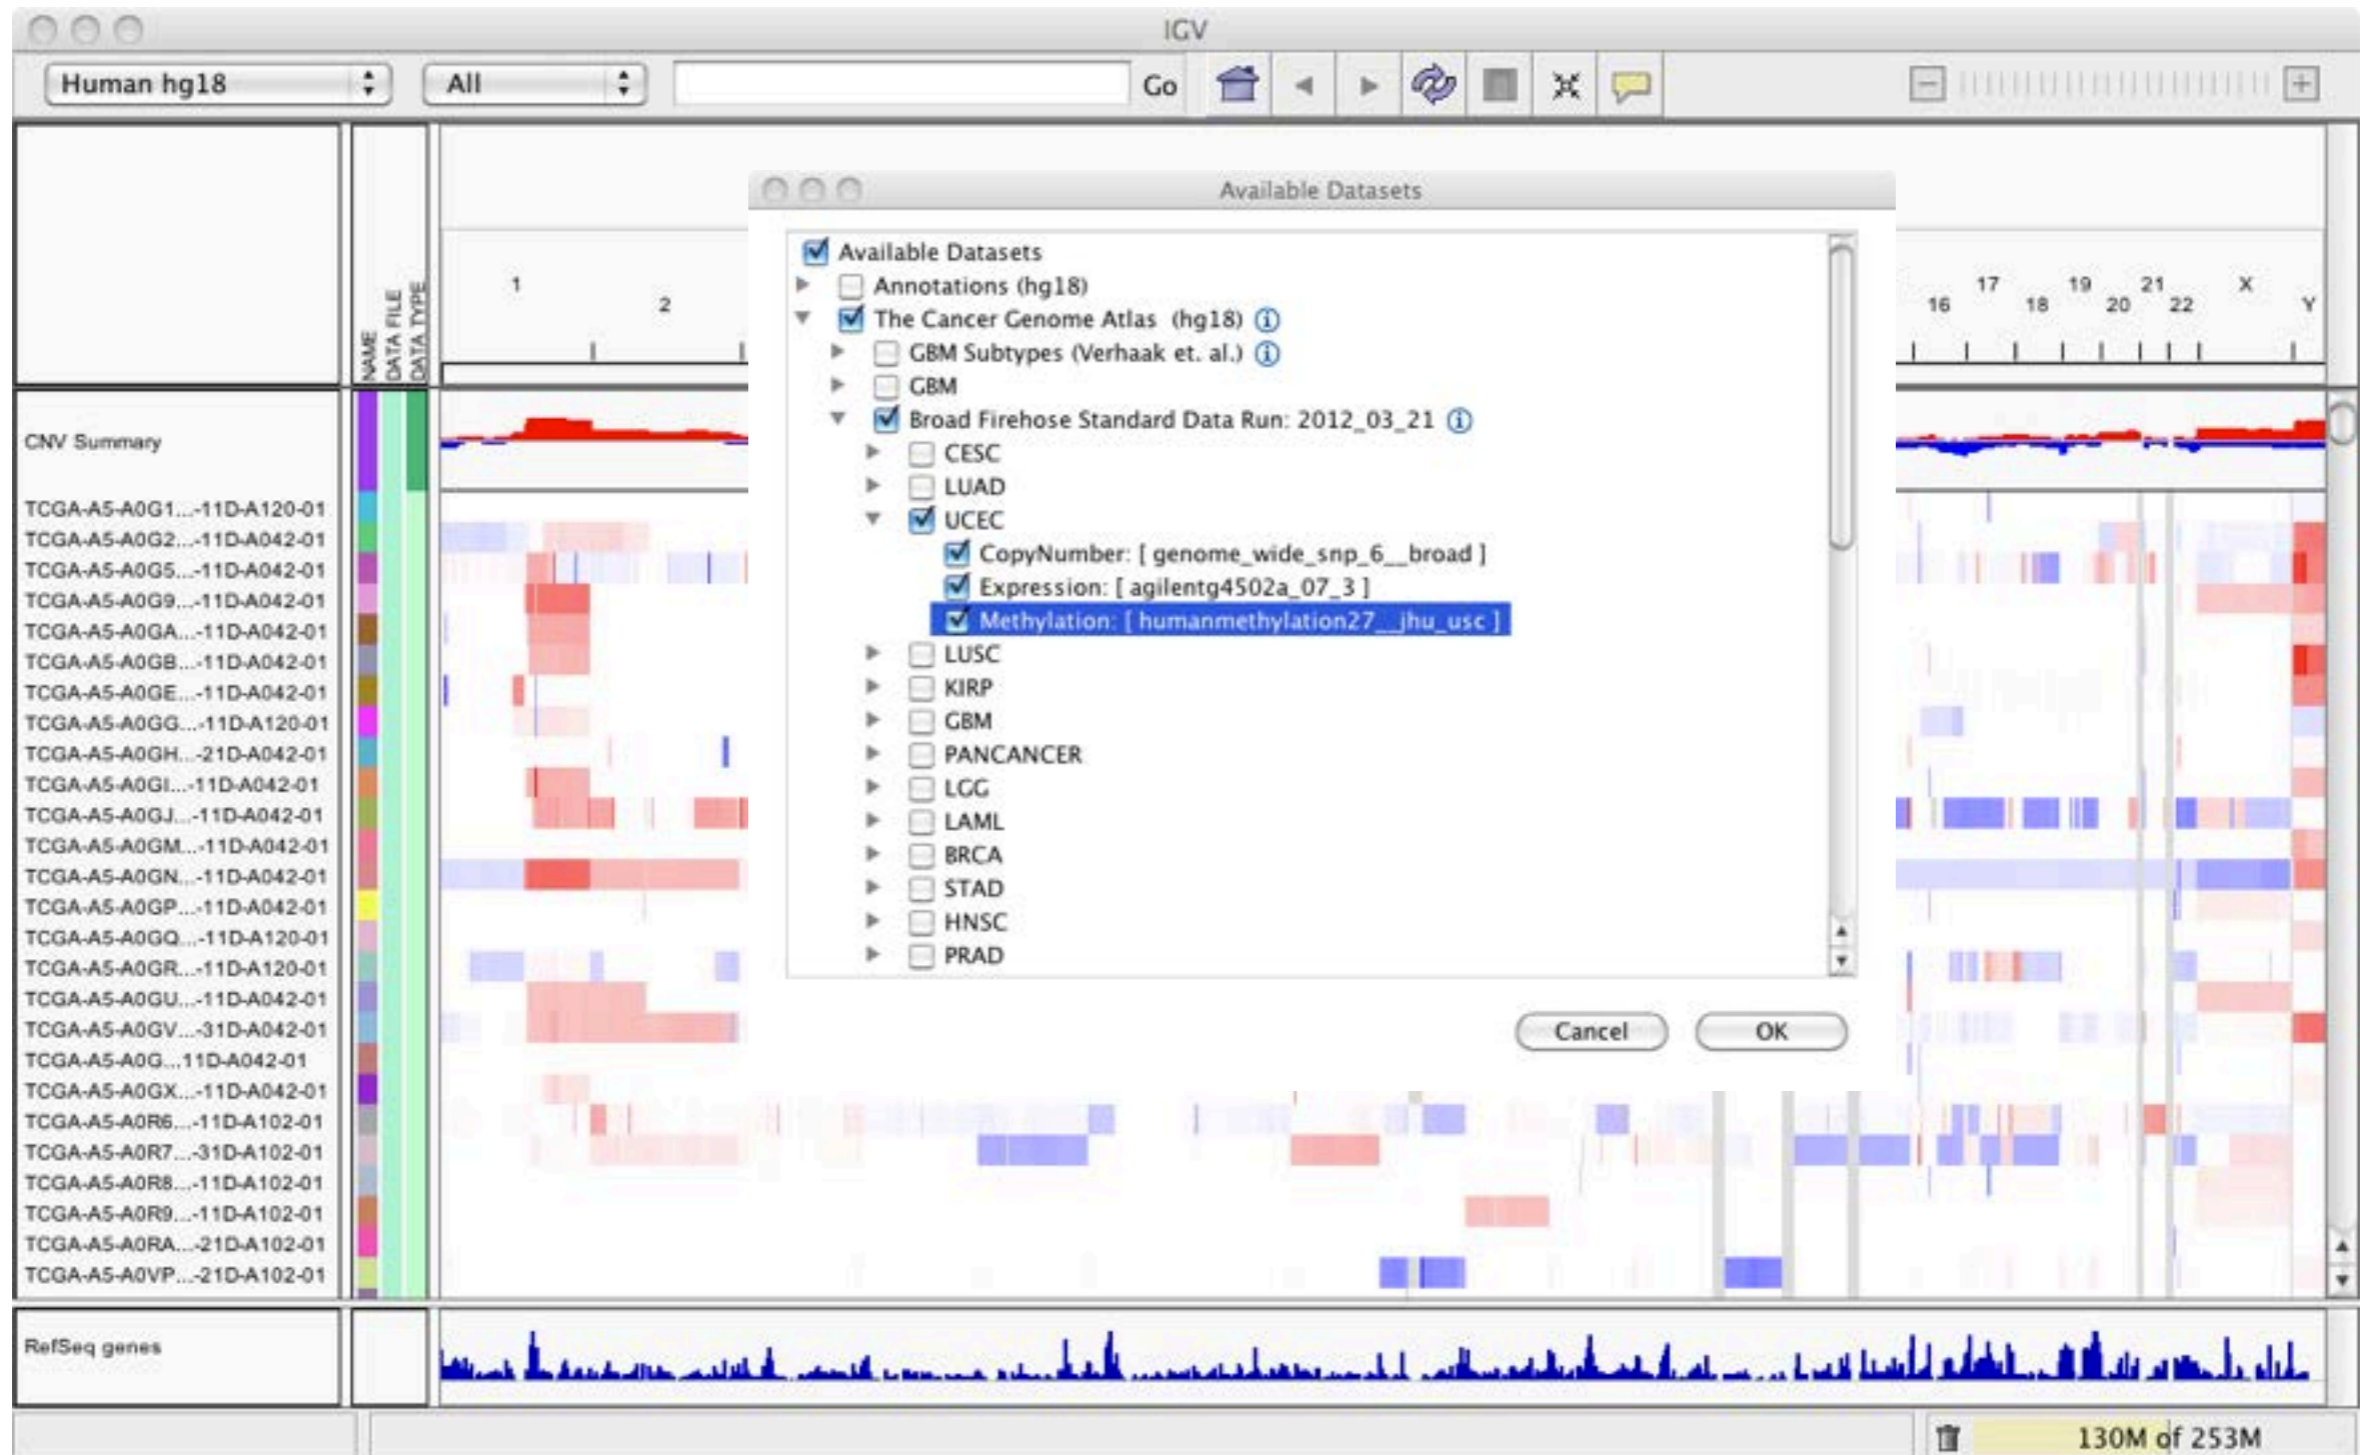 IGV
Human hg18
All
Go
Available Datasets
Available Datasets
Annotations (hg18)
The Cancer Genome Atlas (hg18)
GBM Subtypes (Verhaak et. al.)
GBM
Broad Firehose Standard Data Run: 2012_03_21
CESC
LUAD
UCEC
CopyNumber: [ genome_wide_snp_6__broad ]
Expression: [ agilentg4502a_07_3 ]
Methylation: [ humanmethylation27__jhu_usc ]
LUSC
KIRP
GBM
PANCANCER
LGG
LAML
BRCA
STAD
HNSC
PRAD
Cancel
OK
NAME
DATA FILE
DATA TYPE
1
2
16
17
18
19
20
21
22
X
Y
CNV Summary
TCGA-A5-A0G1...-11D-A120-01
TCGA-A5-A0G2...-11D-A042-01
TCGA-A5-A0G5...-11D-A042-01
TCGA-A5-A0G9...-11D-A042-01
TCGA-A5-A0GA...-11D-A042-01
TCGA-A5-A0GB...-11D-A042-01
TCGA-A5-A0GE...-11D-A042-01
TCGA-A5-A0GG...-11D-A120-01
TCGA-A5-A0GH...-21D-A042-01
TCGA-A5-A0GI...-11D-A042-01
TCGA-A5-A0GJ...-11D-A042-01
TCGA-A5-A0GM...-11D-A042-01
TCGA-A5-A0GN...-11D-A042-01
TCGA-A5-A0GP...-11D-A042-01
TCGA-A5-A0GQ...-11D-A120-01
TCGA-A5-A0GR...-11D-A120-01
TCGA-A5-A0GU...-11D-A042-01
TCGA-A5-A0GV...-31D-A042-01
TCGA-A5-A0G...11D-A042-01
TCGA-A5-A0GX...-11D-A042-01
TCGA-A5-A0R6...-11D-A102-01
TCGA-A5-A0R7...-31D-A102-01
TCGA-A5-A0R8...-11D-A102-01
TCGA-A5-A0R9...-11D-A102-01
TCGA-A5-A0RA...-21D-A102-01
TCGA-A5-A0VP...-21D-A102-01
RefSeq genes
130M of 253M